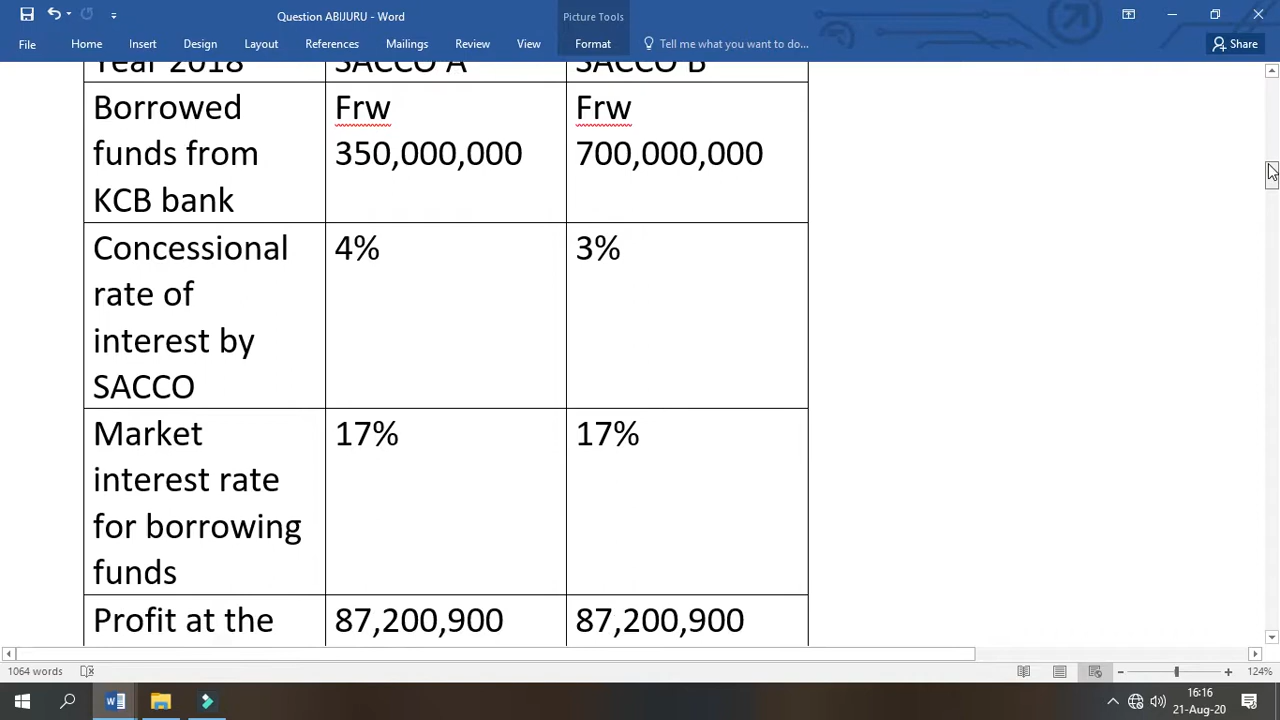 Question ABIJURU - Word
Picture Tools
File
Home
Insert
Design
Layout
References
Mailings
Review
View
Format
Tell me what you want to do...
Share
Year 2018 SACCO A SACCO B
Borrowed
funds from
KCB bank
Frw
350,000,000
Frw
700,000,000
Concessional
rate of
interest by
SACCO
4%
3%
Market
interest rate
for borrowing
funds
17%
17%
Profit at the
87,200,900
87,200,900
1064 words
124%
16:16
21-Aug-20